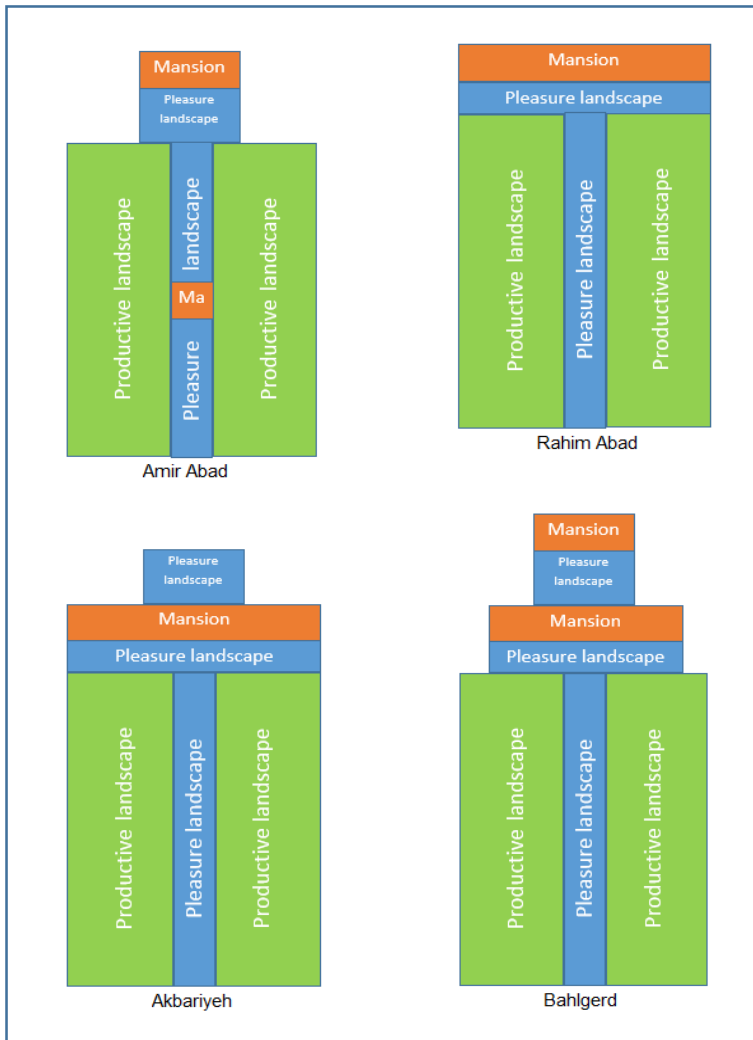 Mansion
Pleasure
landscape
Productive landscape
landscape
Ma
Pleasure
Productive landscape
Amir Abad
Mansion
Pleasure landscape
Productive landscape
Pleasure landscape
Productive landscape
Rahim Abad
Pleasure
landscape
Mansion
Pleasure landscape
Productive landscape
Pleasure landscape
Productive landscape
Akbariyeh
Mansion
Pleasure
landscape
Mansion
Pleasure landscape
Productive landscape
Pleasure landscape
Productive landscape
Bahlgerd